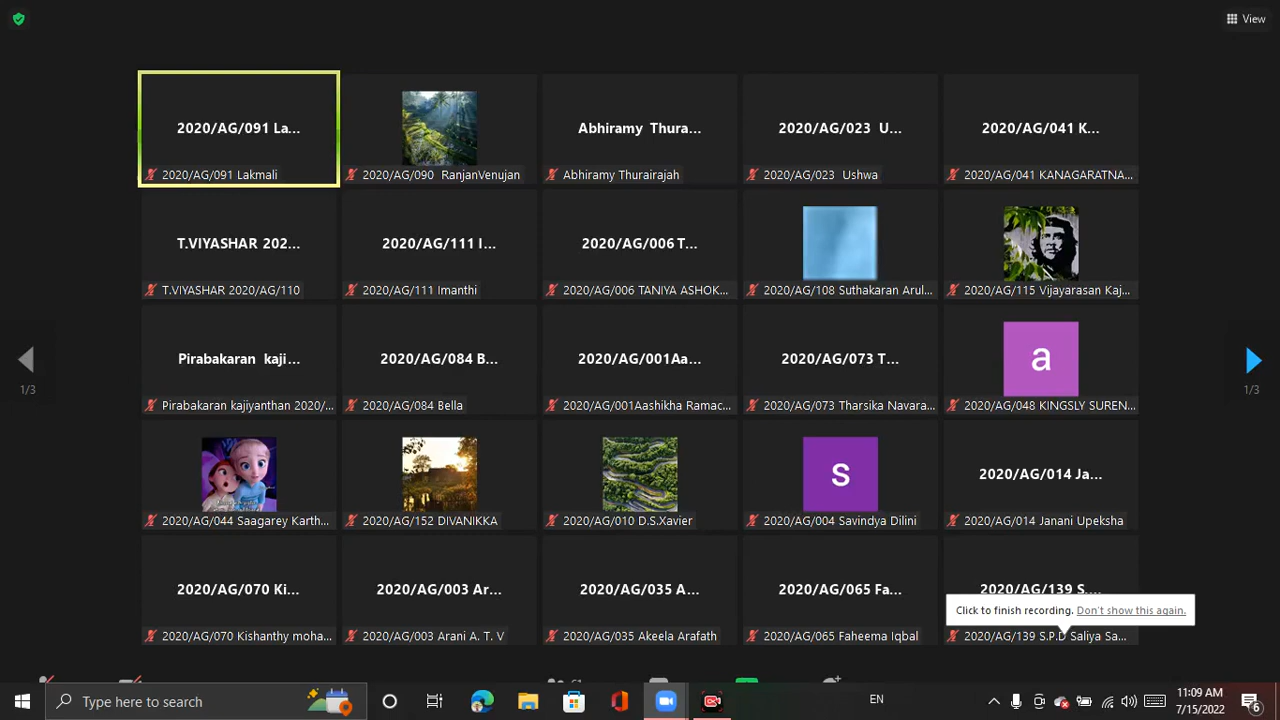 View
2020/AG/091 La...
2020/AG/091 Lakmali
2020/AG/090 RanjanVenujan
Abhiramy Thura...
Abhiramy Thurairajah
2020/AG/023 U...
2020/AG/023 Ushwa
2020/AG/041 K...
2020/AG/041 KANAGARATNA...
T.VIYASHAR 202...
T.VIYASHAR 2020/AG/110
2020/AG/111 I...
2020/AG/111 Imanthi
2020/AG/006 T...
2020/AG/006 TANIYA ASHOK...
2020/AG/108 Suthakaran Arul...
2020/AG/115 Vijayarasan Kaj...
1/3
Pirabakaran kaji...
Pirabakaran kajiyanthan 2020/...
2020/AG/084 B...
2020/AG/084 Bella
2020/AG/001Aa...
2020/AG/001Aashikha Ramac...
2020/AG/073 T...
2020/AG/073 Tharsika Navara...
a
2020/AG/048 KINGSLY SUREN...
1/3
2020/AG/044 Saagarey Karth...
2020/AG/152 DIVANIKKA
2020/AG/010 D.S.Xavier
s
2020/AG/004 Savindya Dilini
2020/AG/014 Ja...
2020/AG/014 Janani Upeksha
2020/AG/070 Ki...
2020/AG/070 Kishanthy moha...
2020/AG/003 Ar...
2020/AG/003 Arani A. T. V
2020/AG/035 A...
2020/AG/035 Akeela Arafath
2020/AG/065 Fa...
2020/AG/065 Faheema Iqbal
2020/AG/139 S....
Click to finish recording. Don't show this again.
2020/AG/139 S.P.D Saliya Sa...
Type here to search
EN
11:09 AM
7/15/2022
6